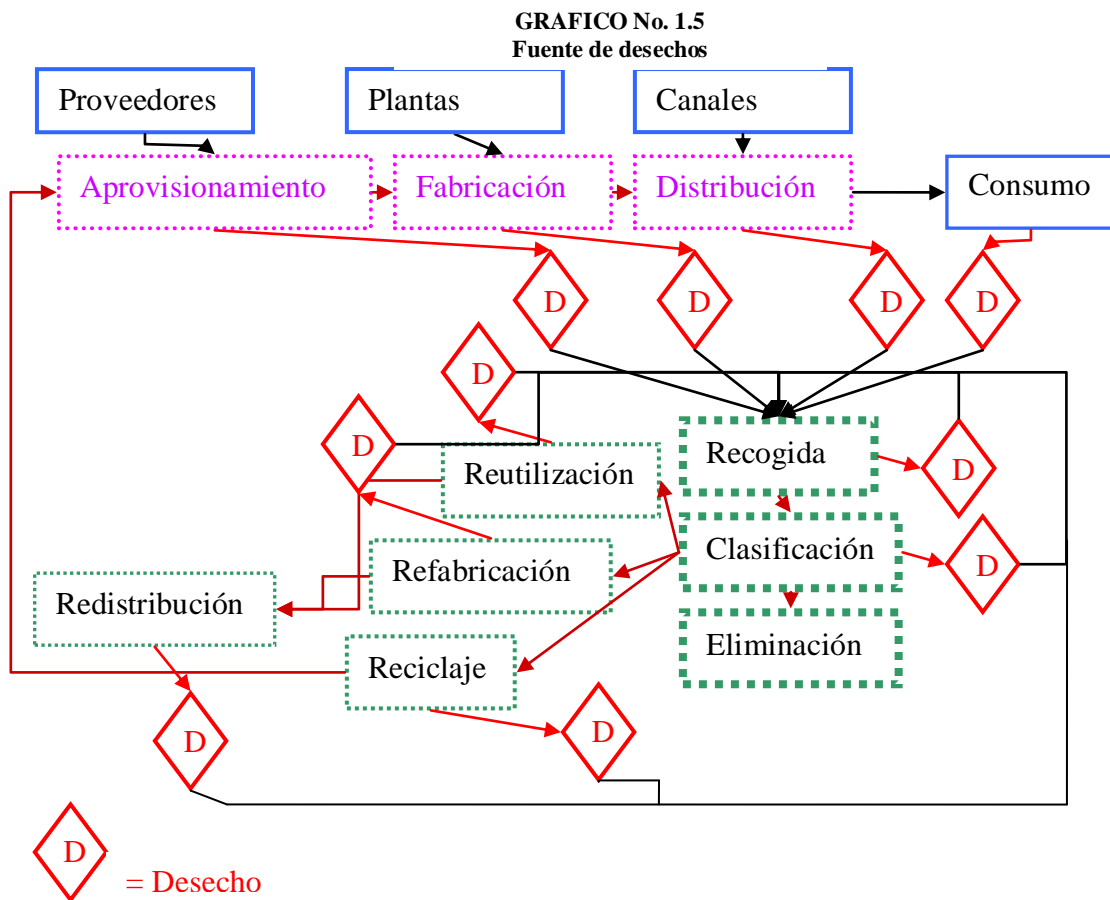 GRAFICO No. 1.5
Fuente de desechos
Proveedores
Plantas
Canales
Aprovisionamiento
Fabricación
Distribución
Consumo
D
D
D
D
D
D
Reutilización
Recogida
D
Refabricación
Clasificación
D
Redistribución
Reciclaje
Eliminación
D
D
D
= Desecho